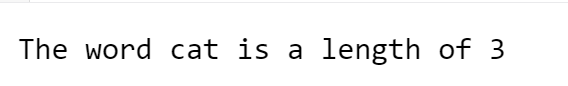 The word cat is a length of 3